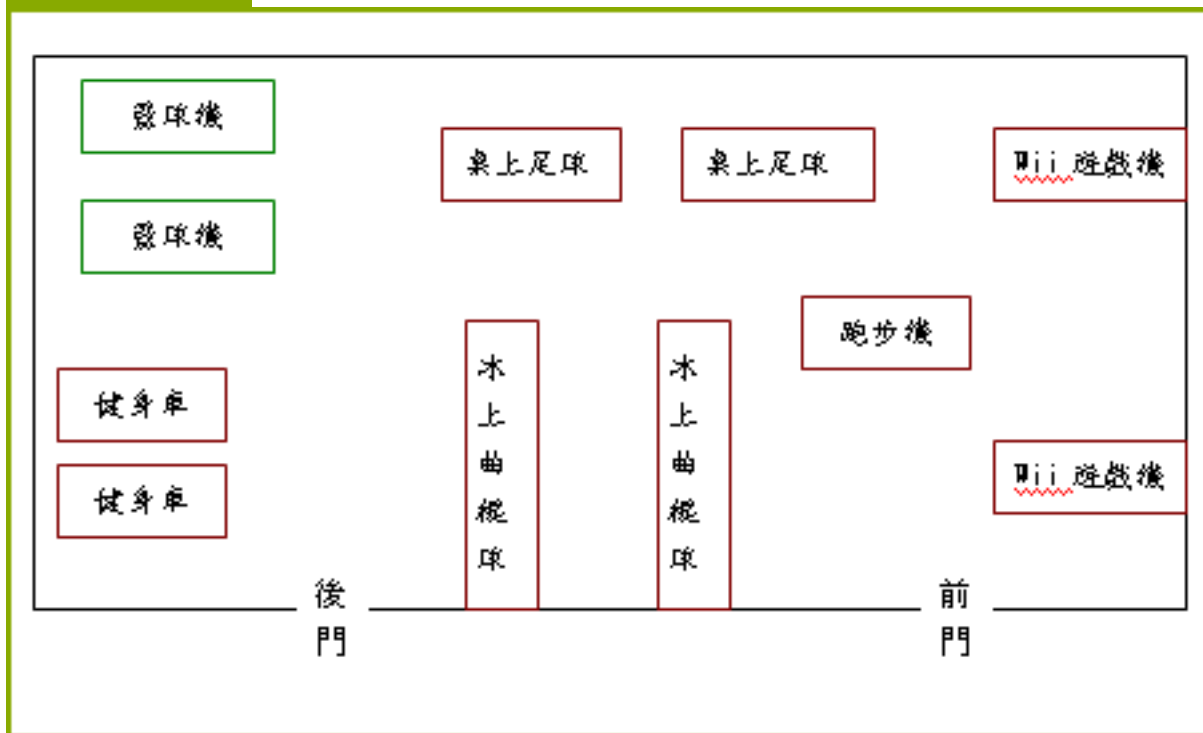 發球機
桌上足球
桌上足球
Wii 遊戲機
發球機
跑步機
冰上曲棍球
冰上曲棍球
健身車
健身車
Wii 遊戲機
後門
前門